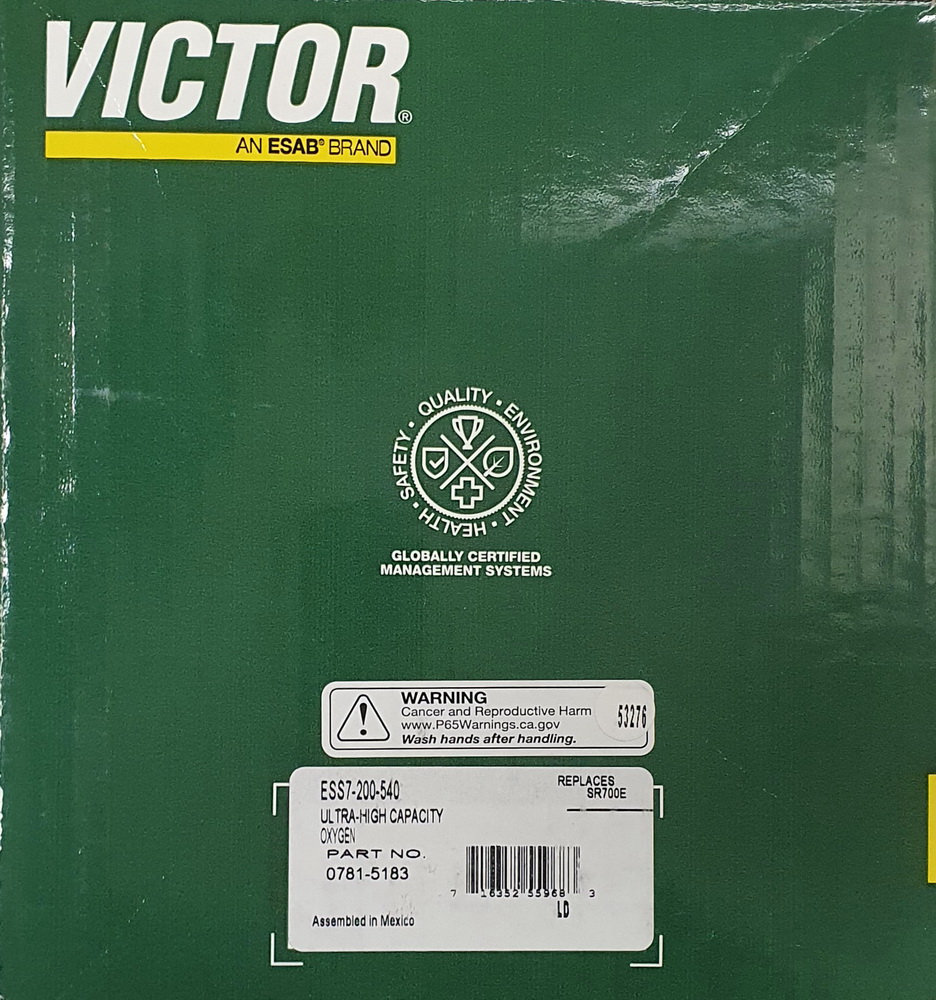 VICTOR®
AN ESAB® BRAND
SAFETY • QUALITY • ENVIRONMENT • HEALTH •
GLOBALLY CERTIFIED
MANAGEMENT SYSTEMS
WARNING
Cancer and Reproductive Harm
www.P65Warnings.ca.gov
Wash hands after handling.
53276
ESS7-200-540
REPLACES
SR700E
ULTRA-HIGH CAPACITY
OXYGEN
PART NO.
0781-5183
7 16352 55968 3
LD
Assembled in Mexico